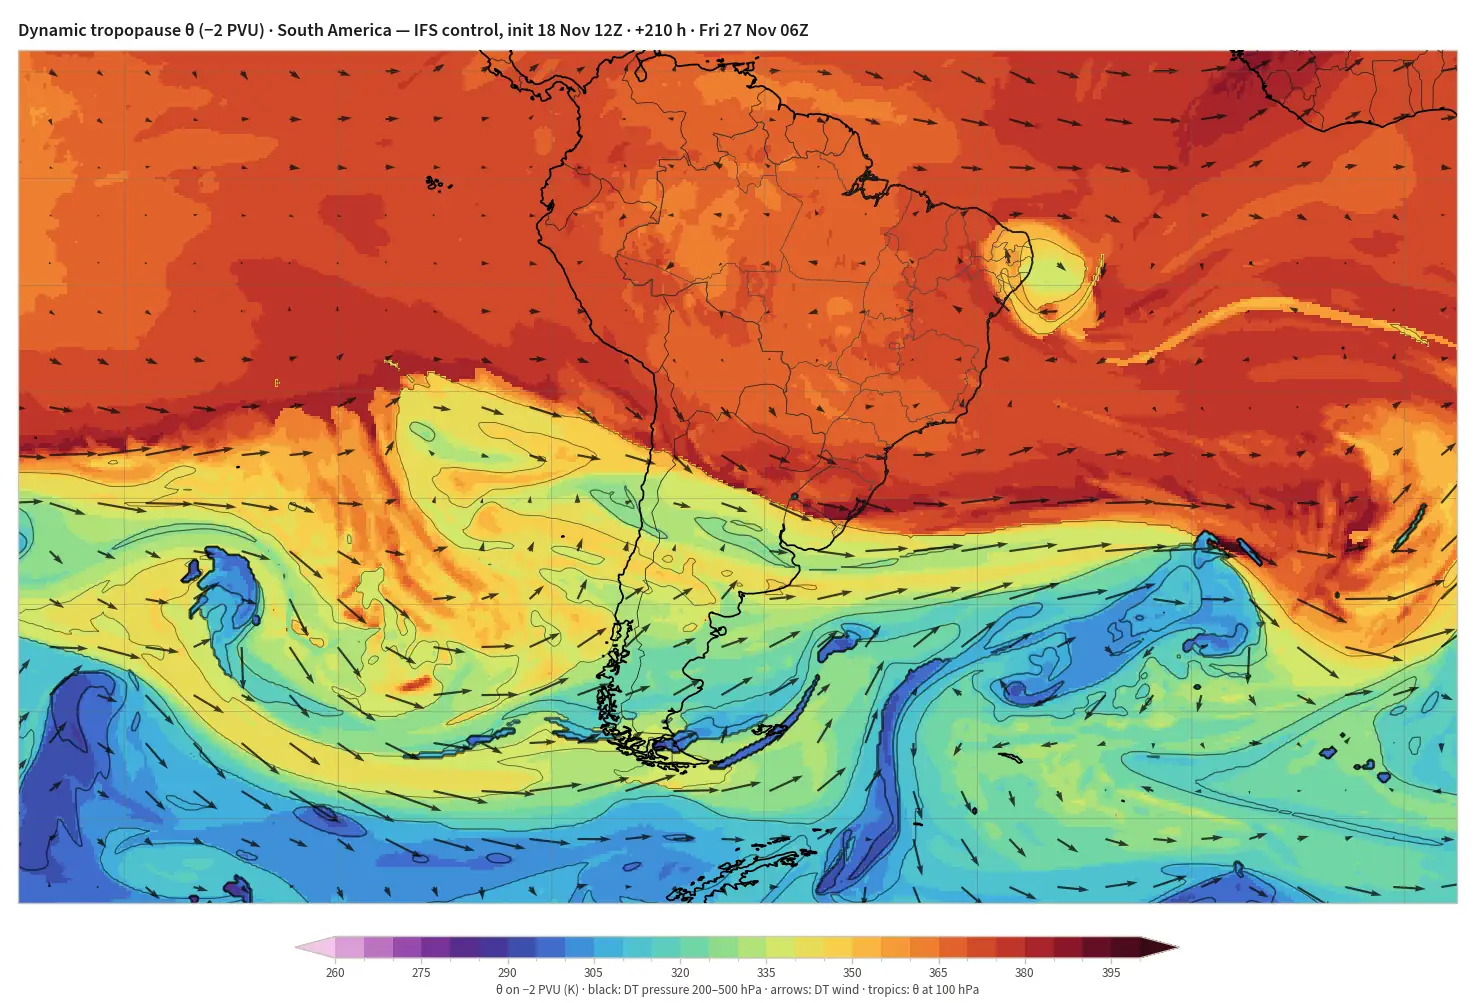 Dynamic tropopause θ (−2 PVU) · South America — IFS control, init 18 Nov 12Z · +210 h · Fri 27 Nov 06Z
260 275 290 305 320 335 350 365 380 395
θ on −2 PVU (K) · black: DT pressure 200–500 hPa · arrows: DT wind · tropics: θ at 100 hPa